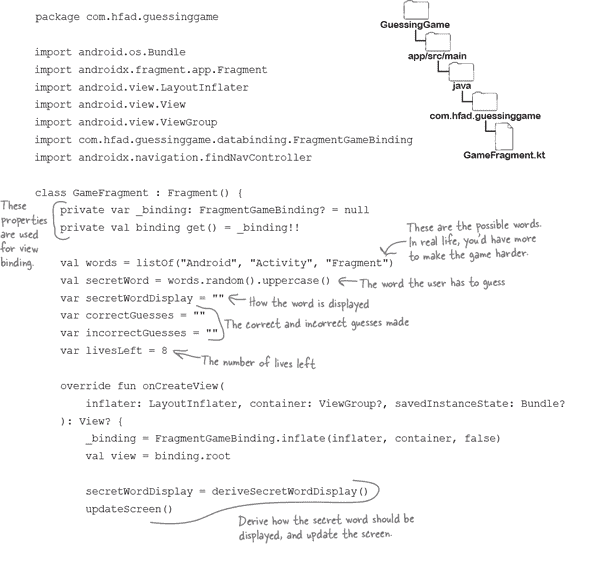 package com.hfad.guessinggame
GuessingGame
app/src/main
java
com.hfad.guessinggame
GameFragment.kt
import android.os.Bundle
import androidx.fragment.app.Fragment
import android.view.LayoutInflater
import android.view.View
import android.view.ViewGroup
import com.hfad.guessinggame.databinding.FragmentGameBinding
import androidx.navigation.findNavController
class GameFragment : Fragment() {
These
properties
are used
for view
binding.
private var _binding: FragmentGameBinding? = null
private val binding get() = _binding!!
These are the possible words.
In real life, you'd have more
to make the game harder.
val words = listOf("Android", "Activity", "Fragment")
val secretWord = words.random().uppercase()
The word the user has to guess
var secretWordDisplay = ""
How the word is displayed
var correctGuesses = ""
var incorrectGuesses = ""
The correct and incorrect guesses made
var livesLeft = 8
The number of lives left
override fun onCreateView(
inflater: LayoutInflater, container: ViewGroup?, savedInstanceState: Bundle?
): View? {
_binding = FragmentGameBinding.inflate(inflater, container, false)
val view = binding.root
secretWordDisplay = deriveSecretWordDisplay()
updateScreen()
Derive how the secret word should be
displayed, and update the screen.